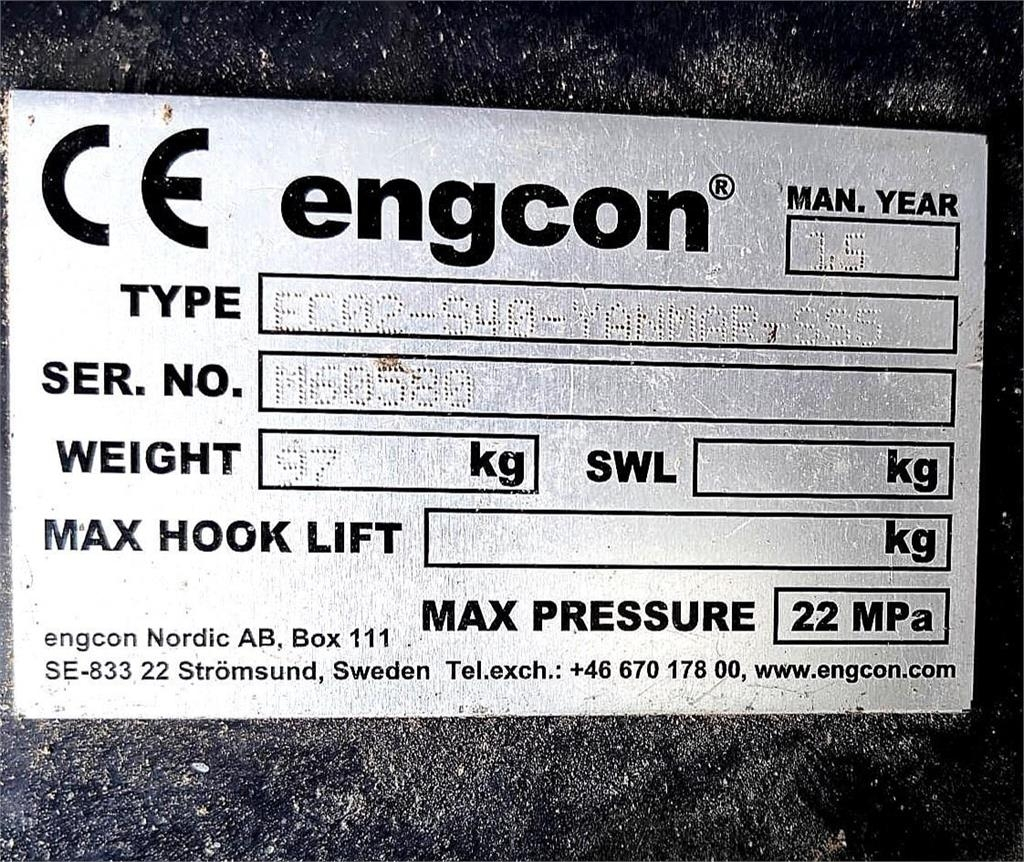 CE engcon® MAN. YEAR
15
TYPE EC02-S40-YANMAR, SS5
SER. NO. M60580
WEIGHT 97 kg SWL kg
MAX HOOK LIFT kg
MAX PRESSURE 22 MPa
engcon Nordic AB, Box 111
SE-833 22 Strömsund, Sweden Tel.exch.: +46 670 178 00, www.engcon.com